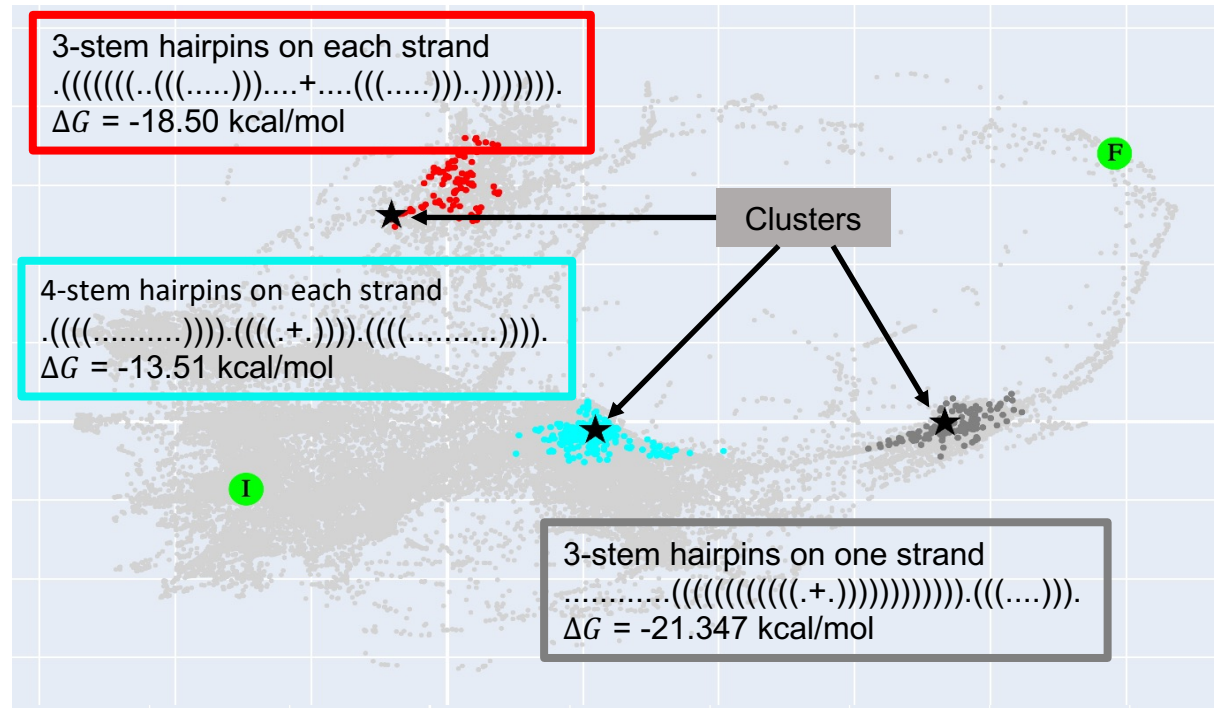 3-stem hairpins on each strand
.(((((((..(((.....)))....+....(((.....)))..))))))).
ΔG = -18.50 kcal/mol
F
Clusters
4-stem hairpins on each strand
.((((..........)))).((((.+.)))).((((..........)))).
ΔG = -13.51 kcal/mol
I
3-stem hairpins on one strand
............((((((((((((.+.)))))))))))).(((....))).
ΔG = -21.347 kcal/mol